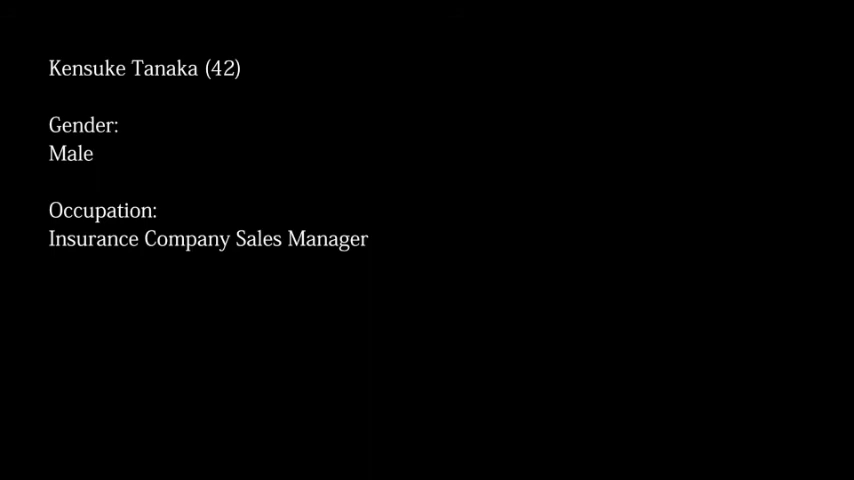 Kensuke Tanaka (42)
Gender:
Male
Occupation:
Insurance Company Sales Manager